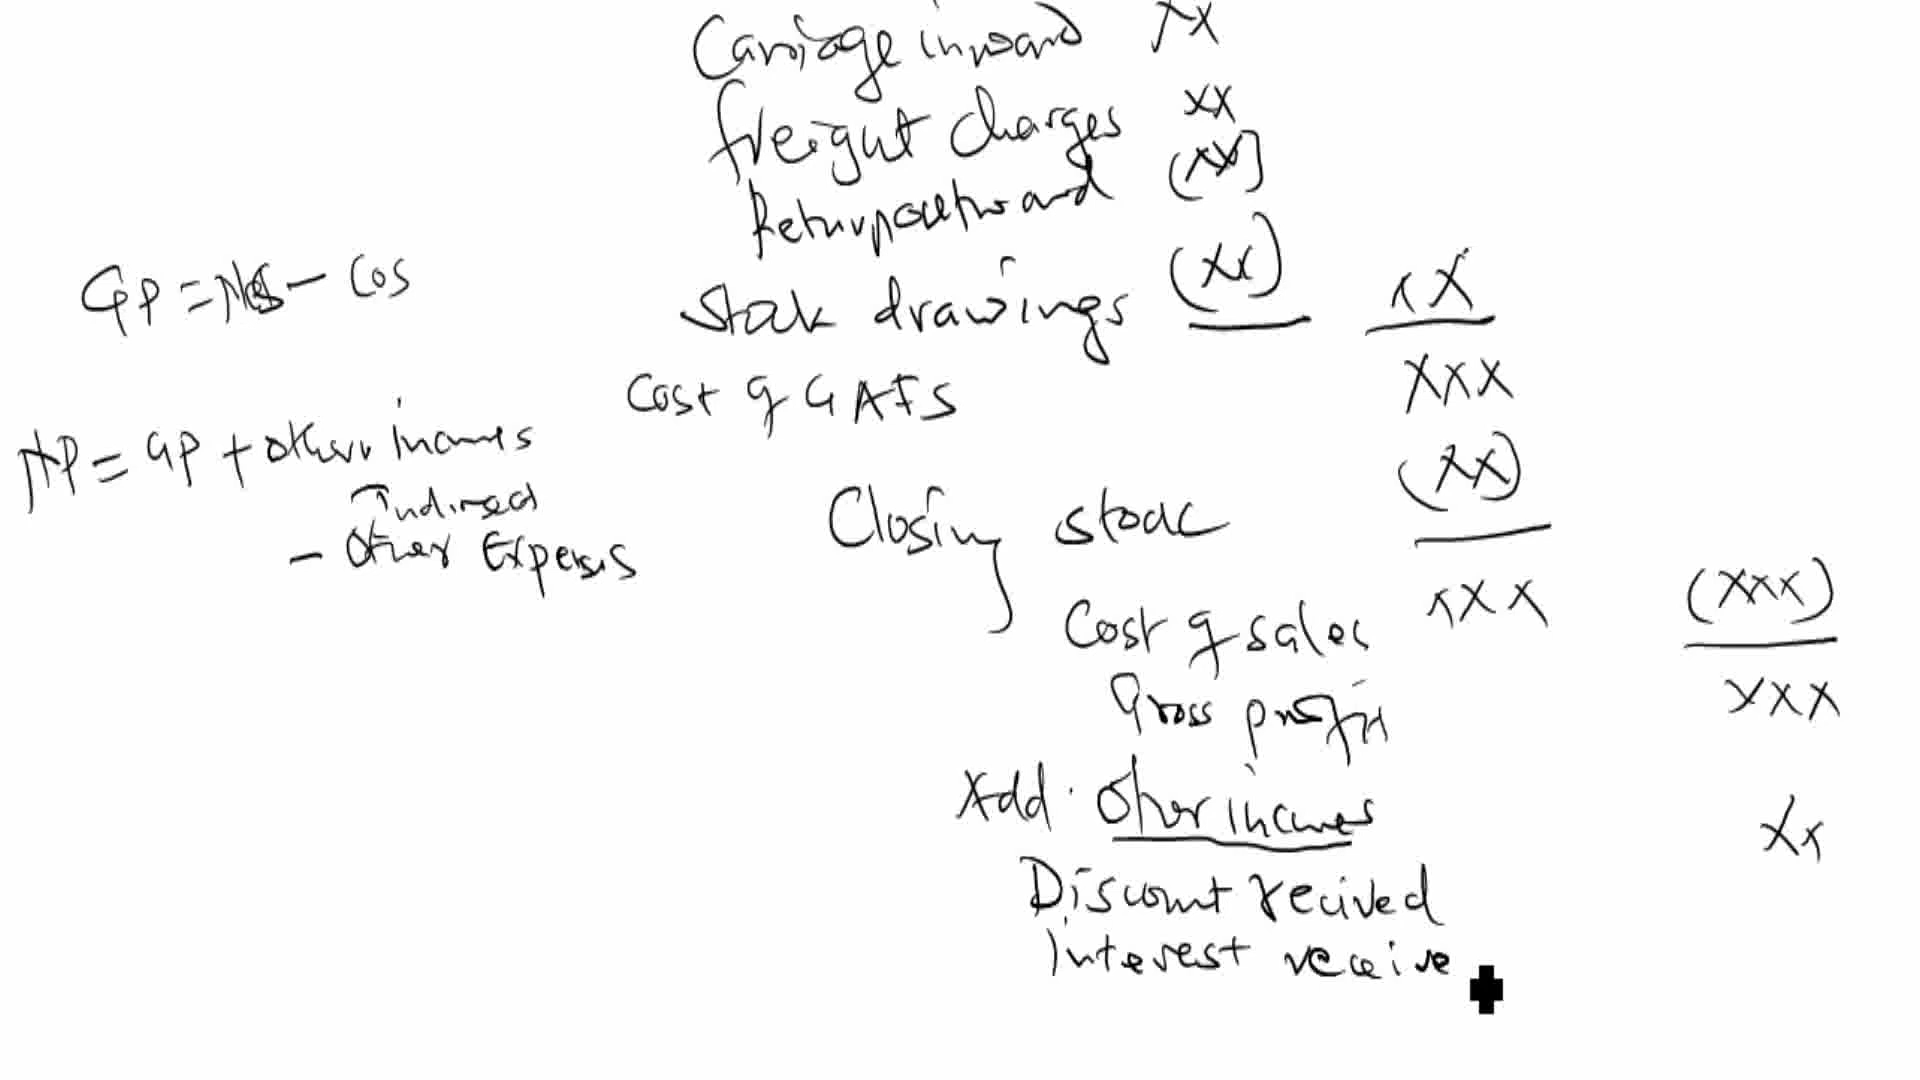 Carriage inward xx
freight charges xx
Return outward (xx)
Stock drawings (xx) xx
Cost of GAFS xxx
Closing stock (xx)
Cost of sales xxx (xxx)
Gross profit xxx
Add: Other incomes xx
Discount recived
Interest receive
GP = NS - COS
NP = GP + other incomes
Indirect
- Other Expenses